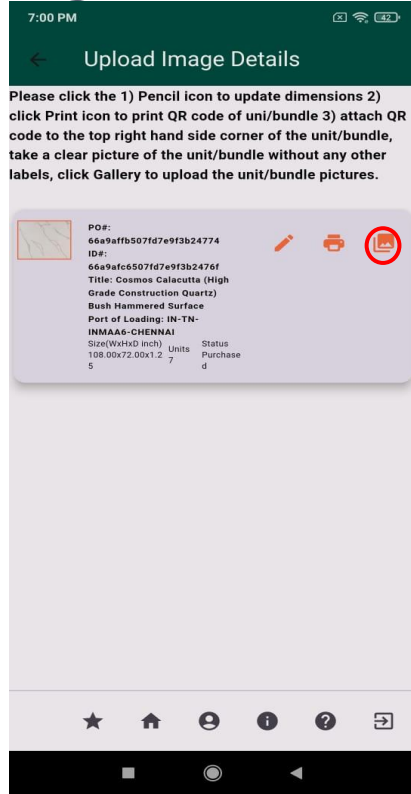 7:00 PM
42
Upload Image Details
Please click the 1) Pencil icon to update dimensions 2)
click Print icon to print QR code of uni/bundle 3) attach QR
code to the top right hand side corner of the unit/bundle,
take a clear picture of the unit/bundle without any other
labels, click Gallery to upload the unit/bundle pictures.
PO#:
66a9affb507fd7e9f3b24774
ID#:
66a9afc6507fd7e9f3b2476f
Title: Cosmos Calacutta (High
Grade Construction Quartz)
Bush Hammered Surface
Port of Loading: IN-TN-
INMAA6-CHENNAI
Size(WxHxD inch) Units Status
108.00x72.00x1.2 7 Purchase
5 d